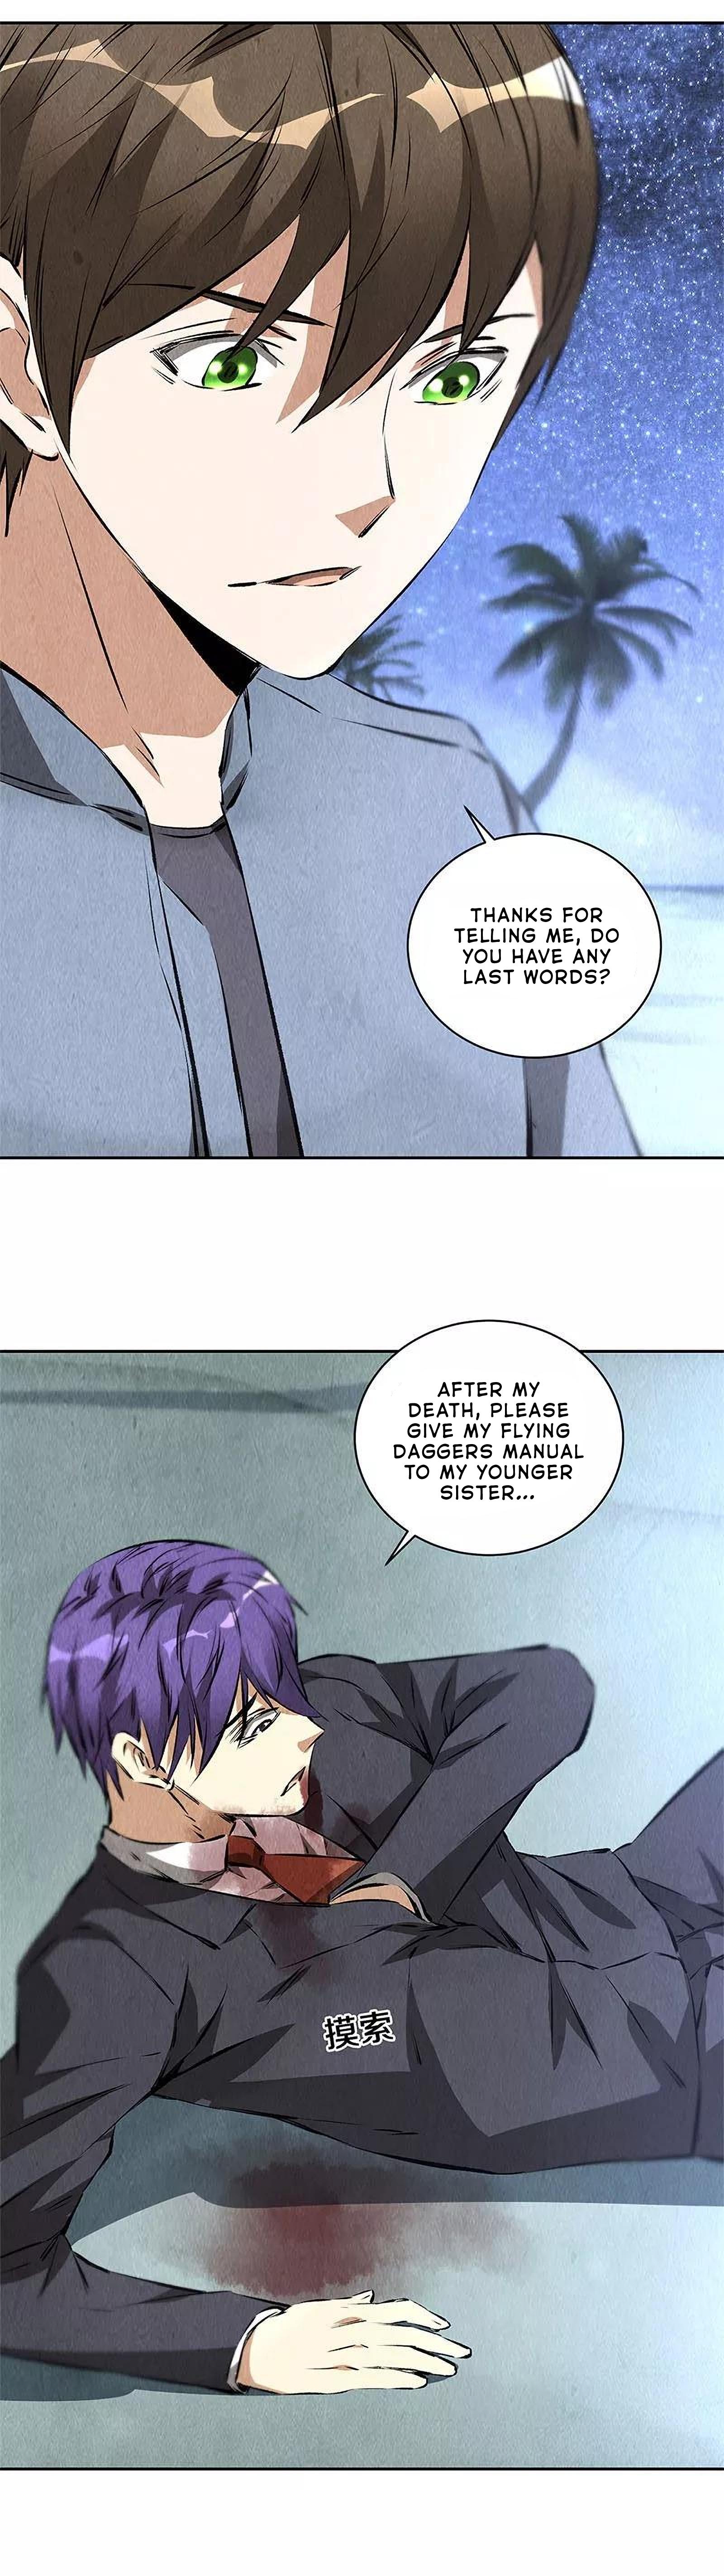 THANKS FOR
TELLING ME, DO
YOU HAVE ANY
LAST WORDS?
AFTER MY
DEATH, PLEASE
GIVE MY FLYING
DAGGERS MANUAL
TO MY YOUNGER
SISTER...
摸索